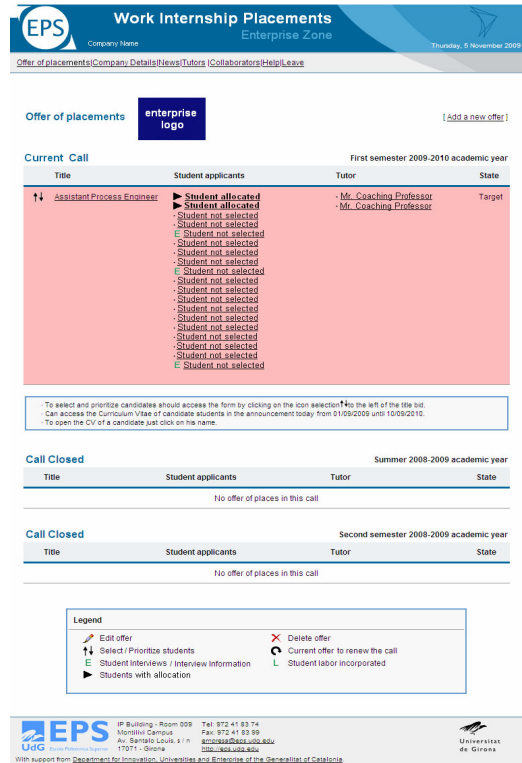 EPS
Work Internship Placements
Enterprise Zone
Company Name
Thursday, 5 November 2009
Offer of placements|Company Details|News|Tutors |Collaborators|Help|Leave
Offer of placements
enterprise
logo
[ Add a new offer ]
Current Call
First semester 2009-2010 academic year
Title Student applicants Tutor State
Assistant Process Engineer Student allocated · Mr. Coaching Professor Target
Student allocated · Mr. Coaching Professor
· Student not selected
· Student not selected
E Student not selected
· Student not selected
· Student not selected
· Student not selected
E Student not selected
· Student not selected
· Student not selected
· Student not selected
· Student not selected
· Student not selected
· Student not selected
· Student not selected
· Student not selected
· Student not selected
E Student not selected
· To select and prioritize candidates should access the form by clicking on the icon selection to the left of the title bid.
· Can access the Curriculum Vitae of candidate students in the announcement today from 01/09/2009 until 10/09/2010.
· To open the CV of a candidate just click on his name.
Call Closed
Summer 2008-2009 academic year
Title Student applicants Tutor State
No offer of places in this call
Call Closed
Second semester 2008-2009 academic year
Title Student applicants Tutor State
No offer of places in this call
Legend
Edit offer
Delete offer
Select / Prioritize students
Current offer to renew the call
E Student Interviews / Interview Information
L Student labor incorporated
Students with allocation
UdG
EPS
Escola Politècnica Superior
IP Building - Room 009 Tel: 972 41 83 74
Montilivi Campus Fax: 972 41 83 99
Av. Santalo Louis, s / n empresa@eps.udg.edu
17071 - Girona http://eps.udg.edu
Universitat
de Girona
With support from Department for Innovation, Universities and Enterprise of the Generalitat of Catalonia.